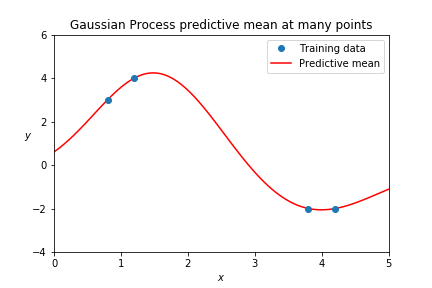 Gaussian Process predictive mean at many points
Training data
Predictive mean
6
4
2
0
−2
−4
y
0
1
2
3
4
5
x